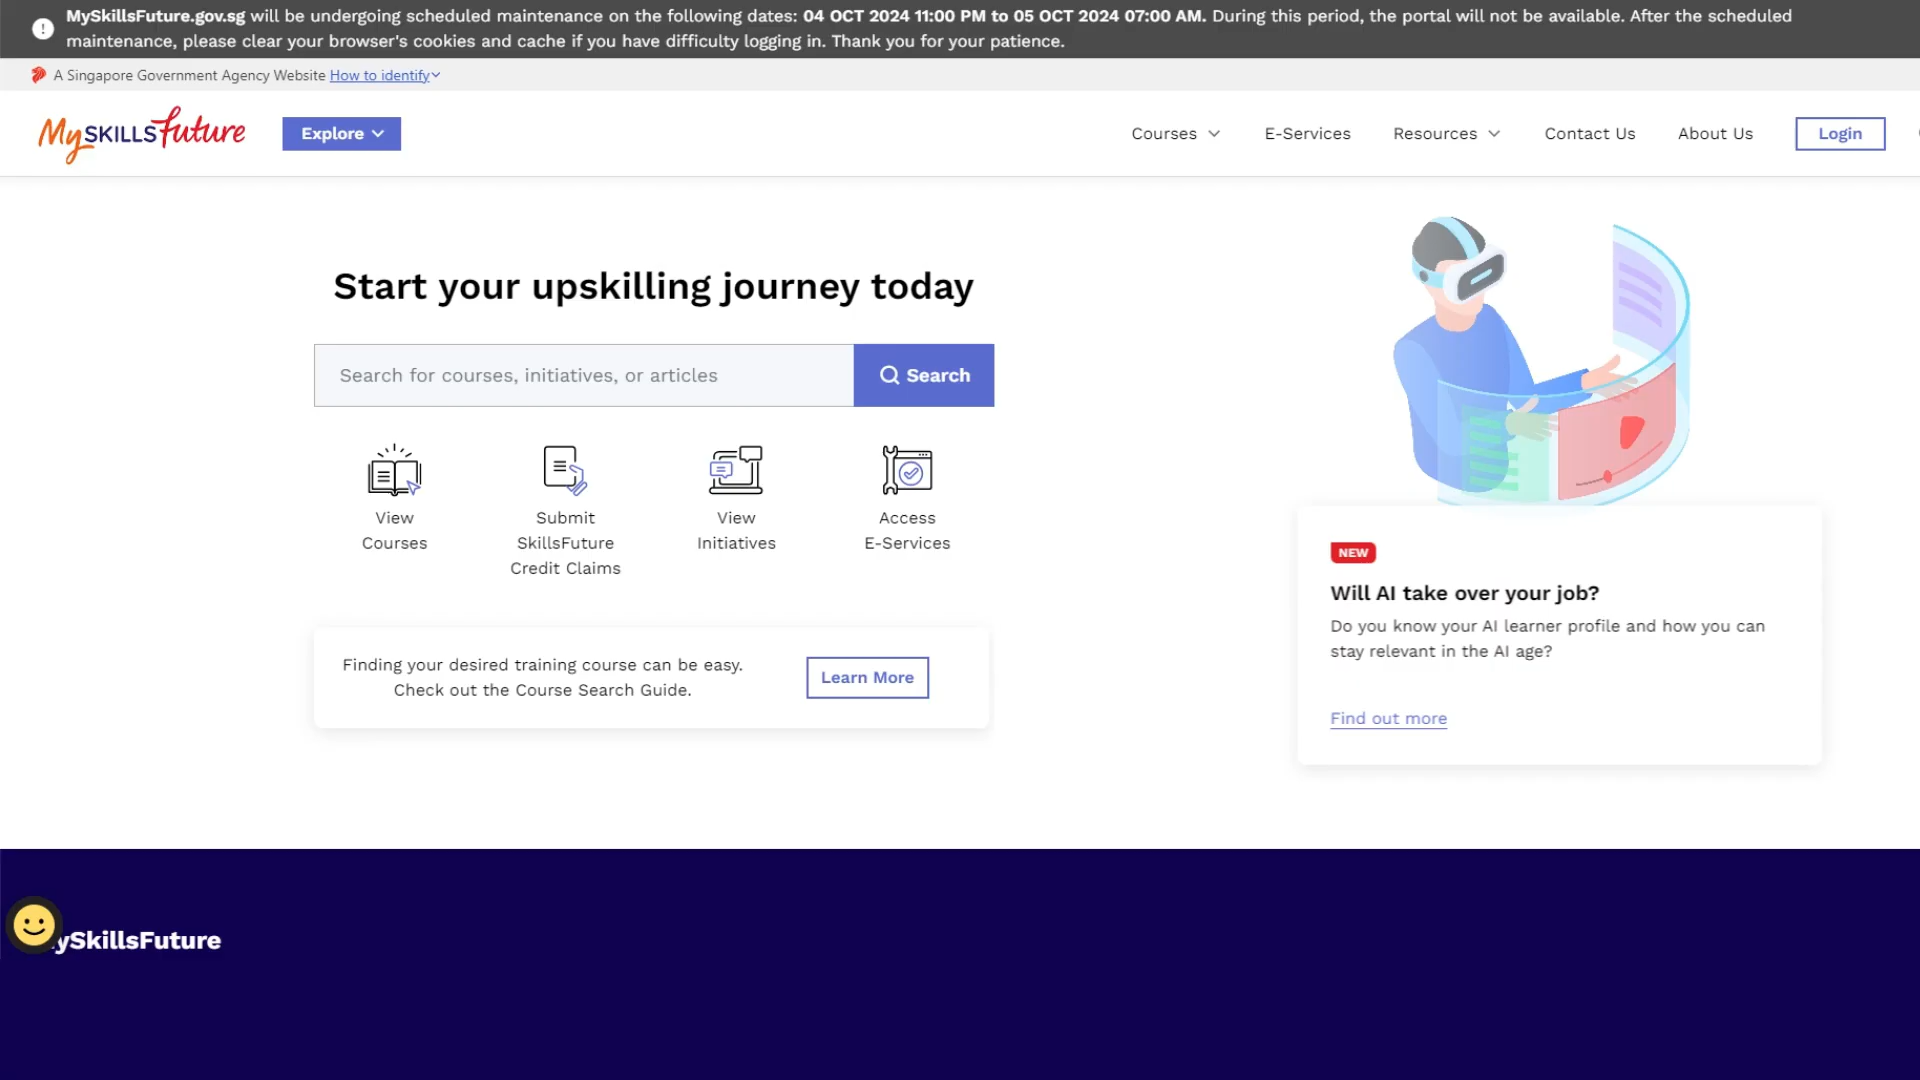 MySkillsFuture.gov.sg will be undergoing scheduled maintenance on the following dates: 04 OCT 2024 11:00 PM to 05 OCT 2024 07:00 AM. During this period, the portal will not be available. After the scheduled
maintenance, please clear your browser's cookies and cache if you have difficulty logging in. Thank you for your patience.
A Singapore Government Agency Website How to identify
My SKILLS future
Explore
Courses
E-Services
Resources
Contact Us
About Us
Login
Start your upskilling journey today
Search for courses, initiatives, or articles
Search
View
Courses
Submit
SkillsFuture
Credit Claims
View
Initiatives
Access
E-Services
Finding your desired training course can be easy.
Check out the Course Search Guide.
Learn More
NEW
Will AI take over your job?
Do you know your AI learner profile and how you can
stay relevant in the AI age?
Find out more
ySkillsFuture